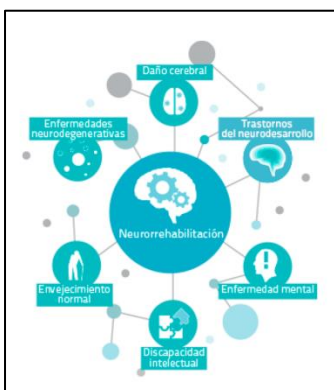 Daño cerebral
Enfermedades
neurodegenerativas
Trastornos
del neurodesarrollo
Neurorrehabilitación
Envejecimiento
normal
Enfermedad mental
Discapacidad
intelectual